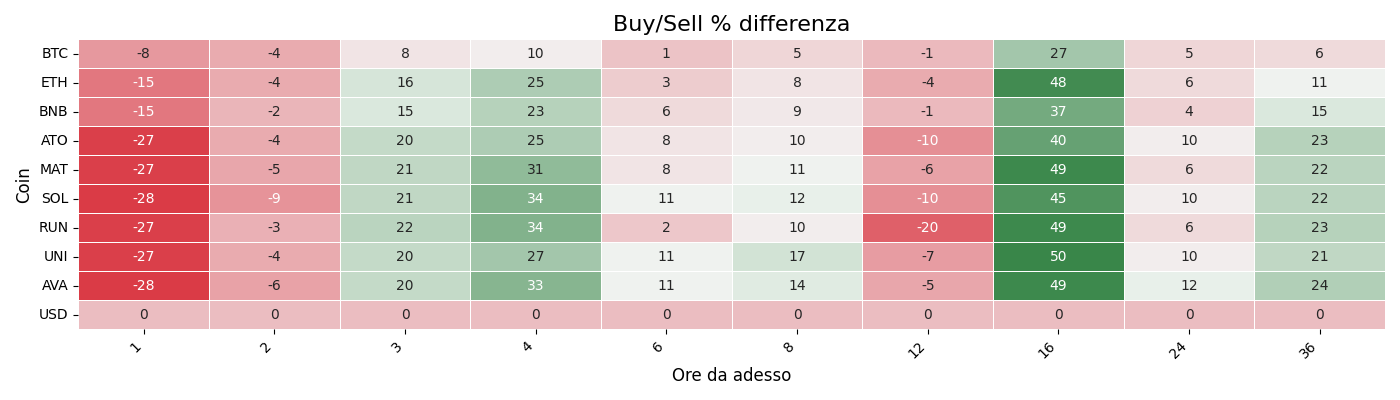 Buy/Sell % differenza
Coin
BTC -8 -4 8 10 1 5 -1 27 5 6
ETH -15 -4 16 25 3 8 -4 48 6 11
BNB -15 -2 15 23 6 9 -1 37 4 15
ATO -27 -4 20 25 8 10 -10 40 10 23
MAT -27 -5 21 31 8 11 -6 49 6 22
SOL -28 -9 21 34 11 12 -10 45 10 22
RUN -27 -3 22 34 2 10 -20 49 6 23
UNI -27 -4 20 27 11 17 -7 50 10 21
AVA -28 -6 20 33 11 14 -5 49 12 24
USD 0 0 0 0 0 0 0 0 0 0
1 2 3 4 6 8 12 16 24 36
Ore da adesso